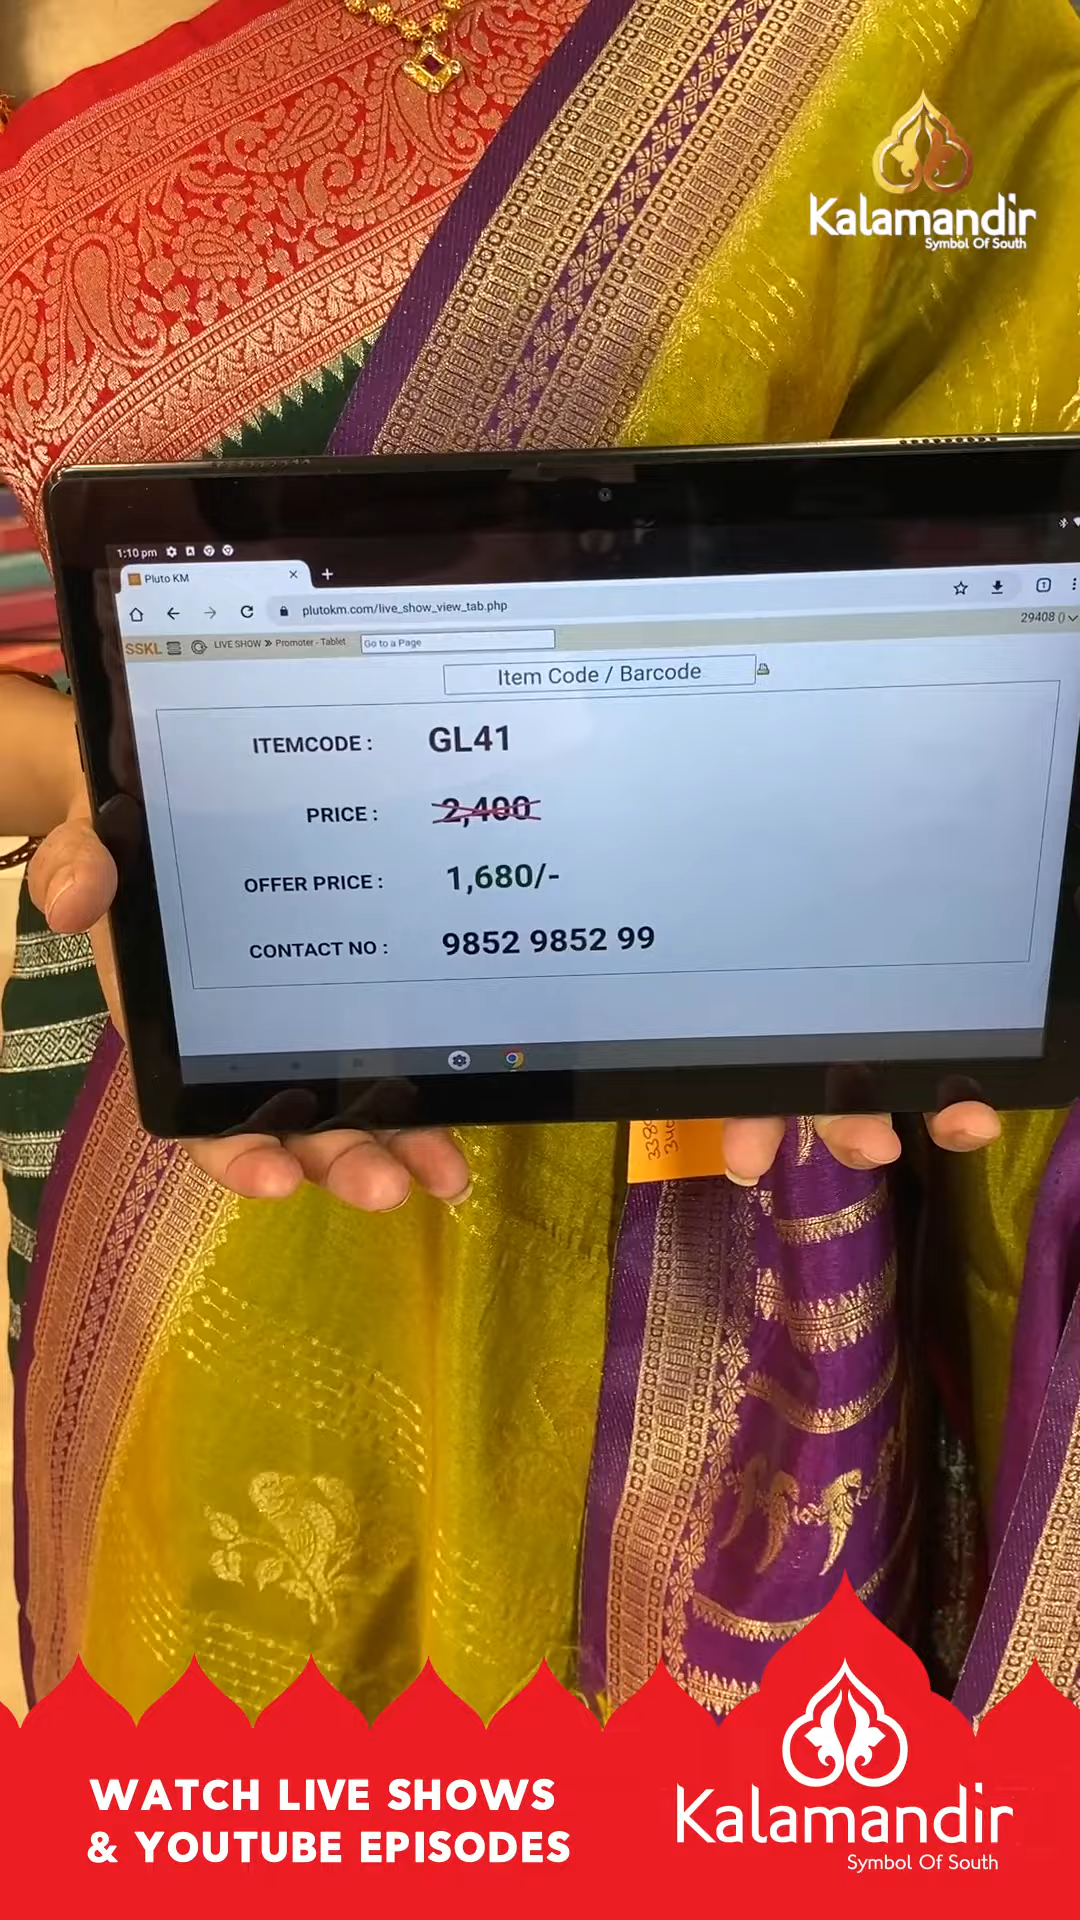 Kalamandir
Symbol Of South
1:10 pm
Pluto KM
plutokm.com/live_show_view_tab.php
29408 ()
SSKL
LIVE SHOW >> Promoter - Tablet
Go to a Page
Item Code / Barcode
ITEMCODE : GL41
PRICE : 2,400
OFFER PRICE : 1,680/-
CONTACT NO : 9852 9852 99
WATCH LIVE SHOWS
& YOUTUBE EPISODES
Kalamandir
Symbol Of South